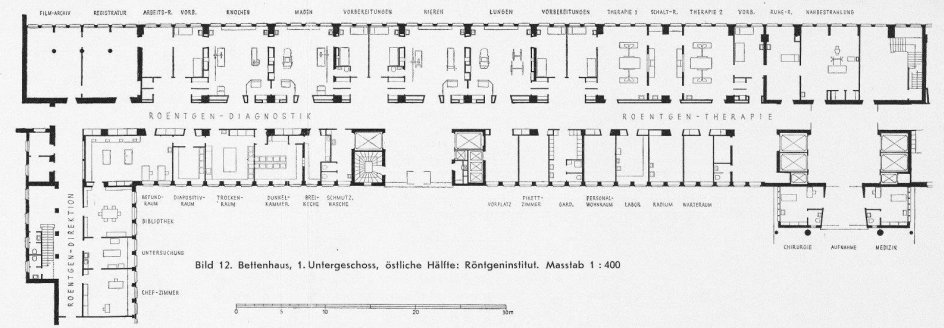 FILM-ARCHIV REGISTRATUR ARBEITS-R. VORB. KNOCHEN MAGEN VORBEREITUNGEN NIEREN LUNGEN VORBEREITUNGEN THERAPIE 1 SCHALT-R. THERAPIE 2 VORB. RUHE-R. NAHBESTRAHLUNG
ROENTGEN-DIAGNOSTIK ROENTGEN-THERAPIE
BEFUND-
RAUM
DIAPOSITIV-
RAUM
TROCKEN-
RAUM
DUNKEL-
KAMMER
BREI-
KÜCHE
SCHMUTZ.
WÄSCHE
VORPLATZ
PIKETT-
ZIMMER
GARD.
PERSONAL-
WOHNRAUM
LABOR
RADIUM
WARTERAUM
ROENTGEN-DIREKTION
BIBLIOTHEK
UNTERSUCHUNG
CHEF-ZIMMER
CHIRURGIE AUFNAHME MEDIZIN
Bild 12. Bettenhaus, 1. Untergeschoss, östliche Hälfte: Röntgeninstitut. Masstab 1 : 400
0 5 10 20 30m